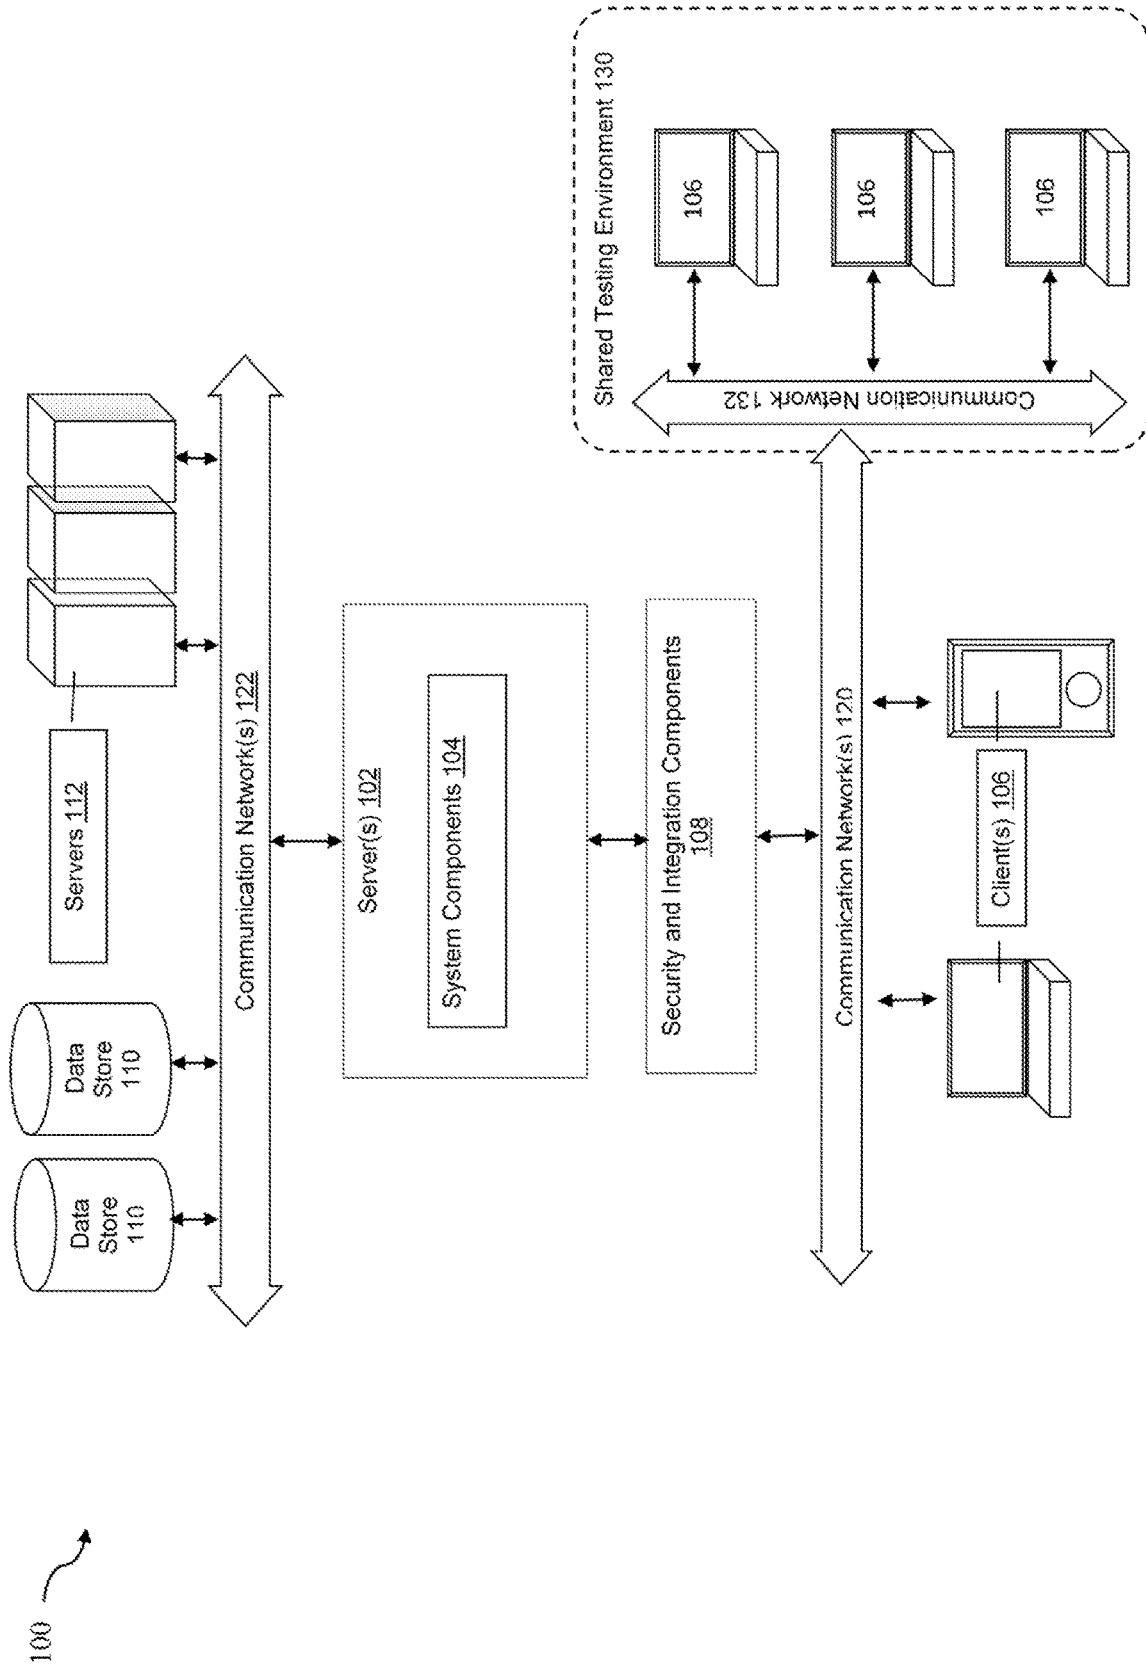 100
Data
Store
110
Data
Store
110
Servers 112
Communication Network(s) 122
Server(s) 102
System Components 104
Security and Integration Components
108
Communication Network(s) 120
Client(s) 106
Shared Testing Environment 130
Communication Network 132
106
106
106